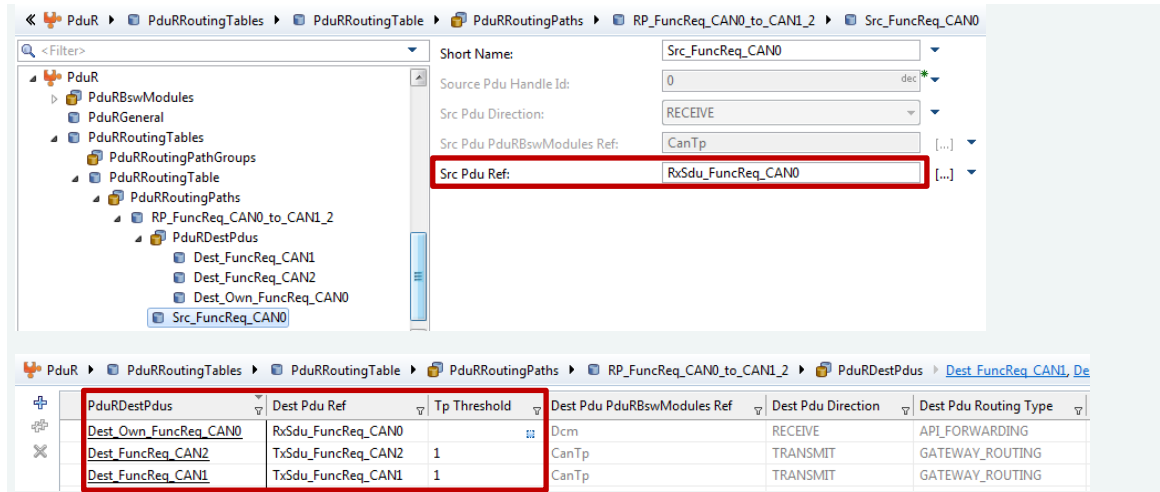 « PduR ▸ PduRRoutingTables ▸ PduRRoutingTable ▸ PduRRoutingPaths ▸ RP_FuncReq_CAN0_to_CAN1_2 ▸ Src_FuncReq_CAN0
<Filter>
PduR
PduRBswModules
PduRGeneral
PduRRoutingTables
PduRRoutingPathGroups
PduRRoutingTable
PduRRoutingPaths
RP_FuncReq_CAN0_to_CAN1_2
PduRDestPdus
Dest_FuncReq_CAN1
Dest_FuncReq_CAN2
Dest_Own_FuncReq_CAN0
Src_FuncReq_CAN0
Short Name: Src_FuncReq_CAN0
Source Pdu Handle Id: 0 dec *
Src Pdu Direction: RECEIVE
Src Pdu PduRBswModules Ref: CanTp [...]
Src Pdu Ref: RxSdu_FuncReq_CAN0 [...]
PduR ▸ PduRRoutingTables ▸ PduRRoutingTable ▸ PduRRoutingPaths ▸ RP_FuncReq_CAN0_to_CAN1_2 ▸ PduRDestPdus ▸ Dest_FuncReq_CAN1, De
PduRDestPdus Dest Pdu Ref Tp Threshold Dest Pdu PduRBswModules Ref Dest Pdu Direction Dest Pdu Routing Type
Dest_Own_FuncReq_CAN0 RxSdu_FuncReq_CAN0 Dcm RECEIVE API_FORWARDING
Dest_FuncReq_CAN2 TxSdu_FuncReq_CAN2 1 CanTp TRANSMIT GATEWAY_ROUTING
Dest_FuncReq_CAN1 TxSdu_FuncReq_CAN1 1 CanTp TRANSMIT GATEWAY_ROUTING